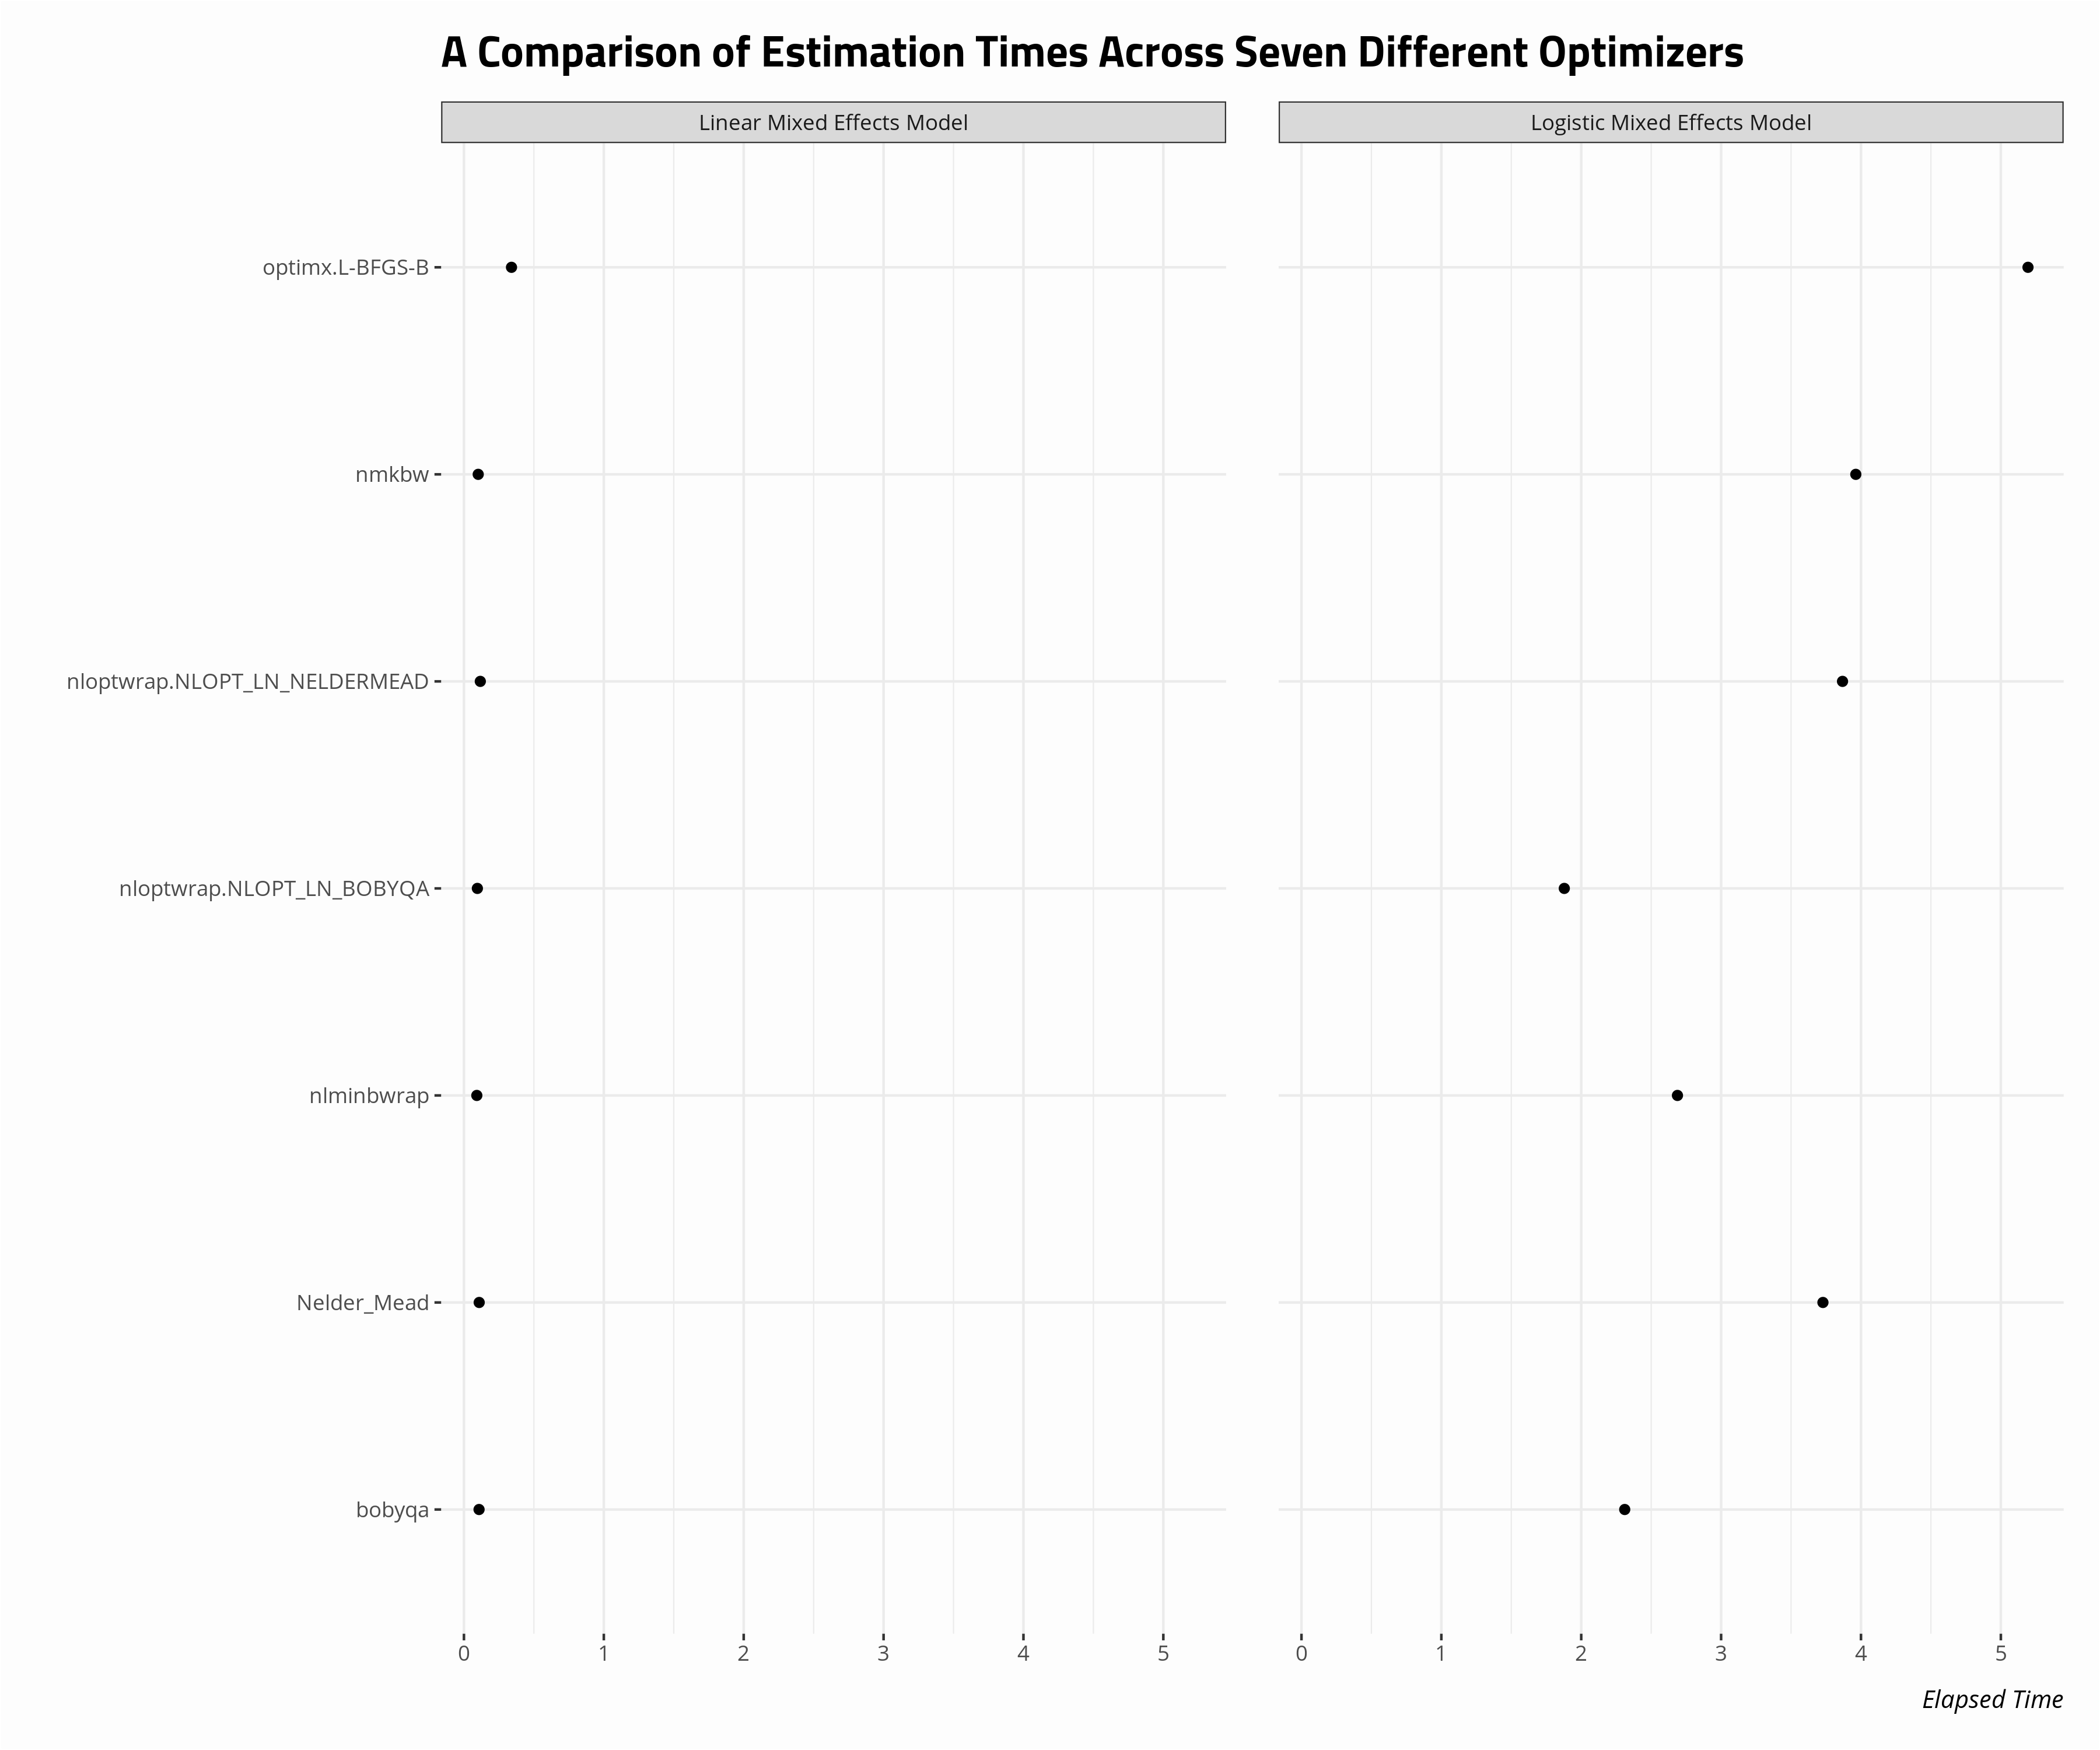 A Comparison of Estimation Times Across Seven Different Optimizers
Linear Mixed Effects Model
Logistic Mixed Effects Model
optimx.L-BFGS-B
nmkbw
nloptwrap.NLOPT_LN_NELDERMEAD
nloptwrap.NLOPT_LN_BOBYQA
nlminbwrap
Nelder_Mead
bobyqa
0 1 2 3 4 5
0 1 2 3 4 5
Elapsed Time